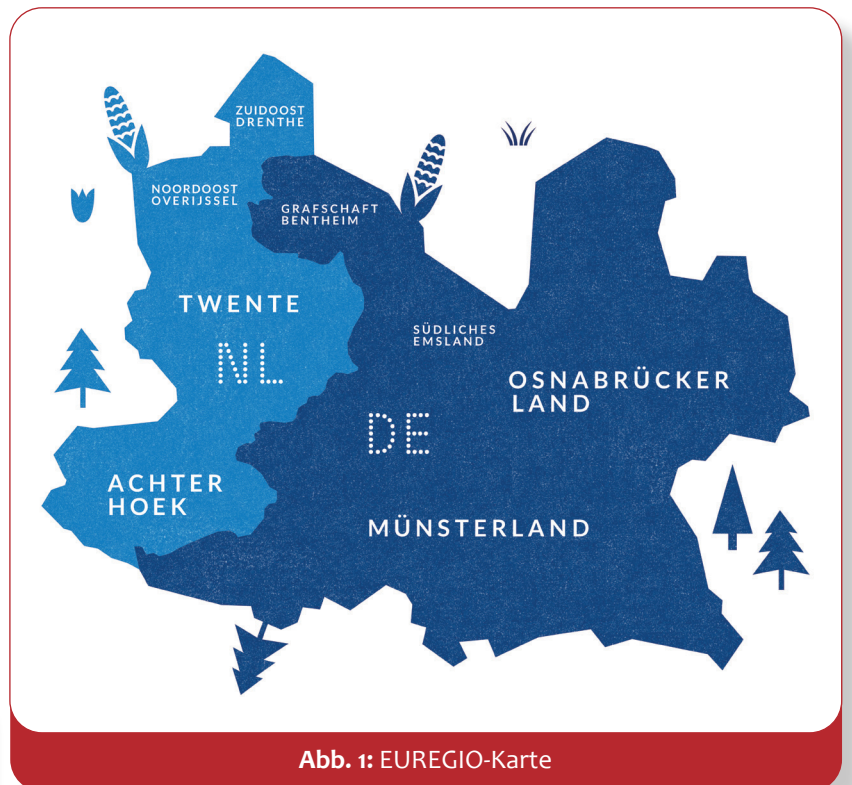 ZUIDOOST
DRENTHE
NOORDOOST
OVERIJSSEL
GRAFSCHAFT
BENTHEIM
TWENTE
NL
SÜDLICHES
EMSLAND
OSNABRÜCKER
LAND
DE
ACHTER
HOEK
MÜNSTERLAND
Abb. 1: EUREGIO-Karte